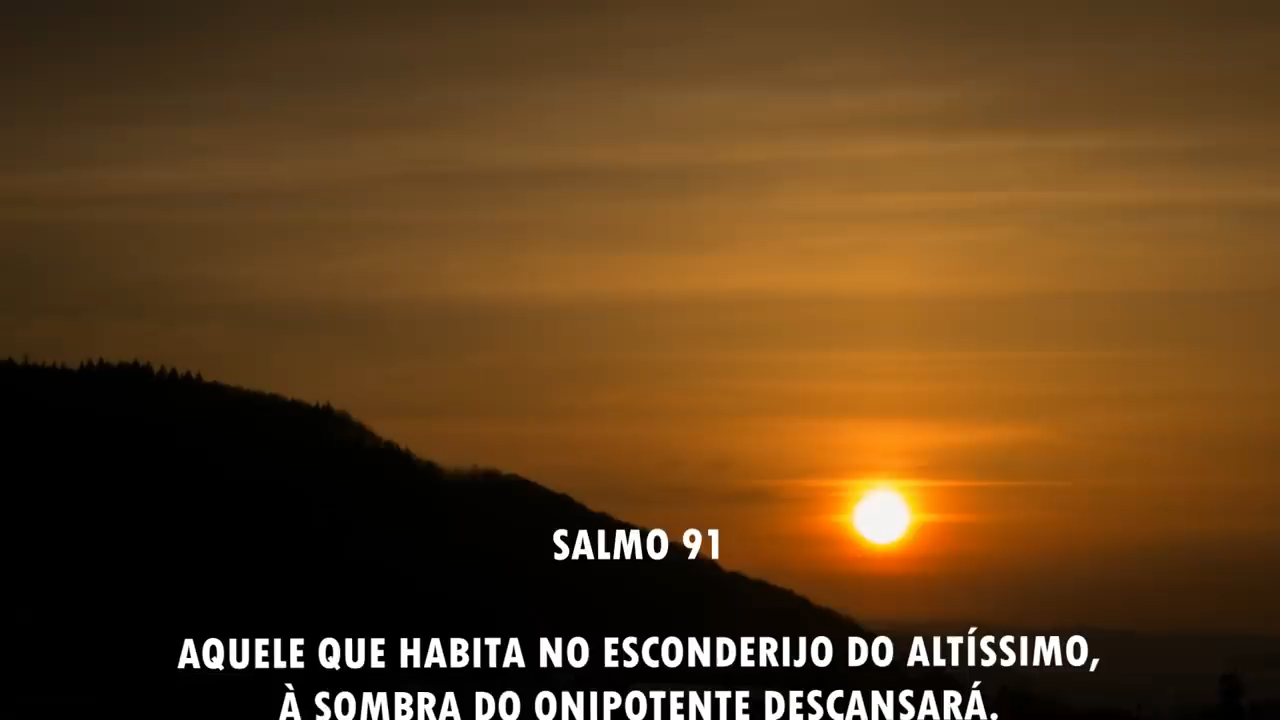 SALMO 91
AQUELE QUE HABITA NO ESCONDERIJO DO ALTÍSSIMO,
À SOMBRA DO ONIPOTENTE DESCANSARÁ.